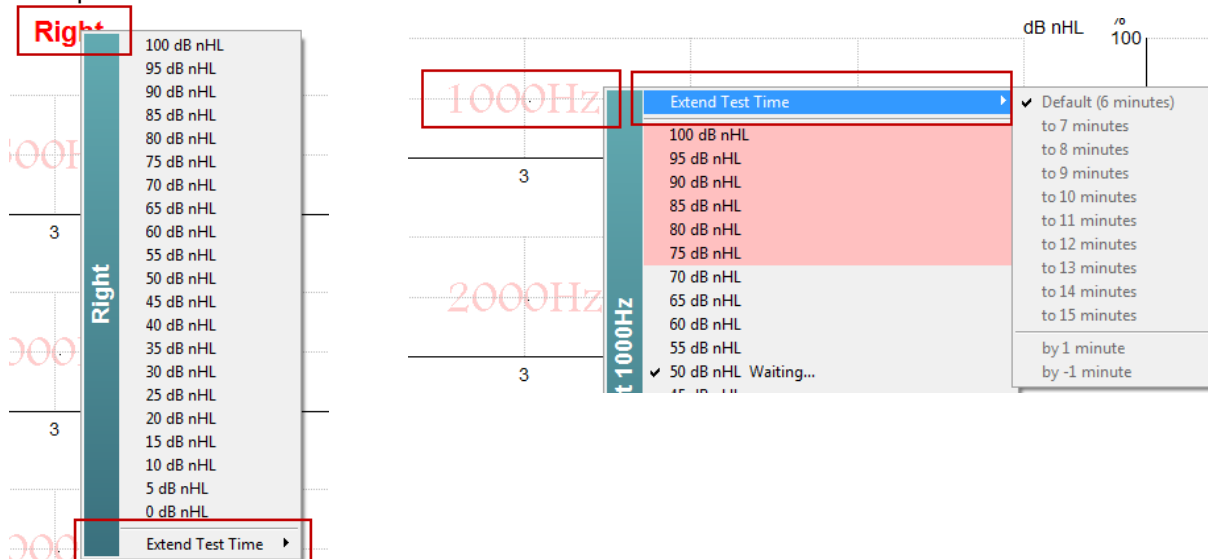 Right
100 dB nHL
95 dB nHL
90 dB nHL
85 dB nHL
80 dB nHL
75 dB nHL
70 dB nHL
65 dB nHL
60 dB nHL
55 dB nHL
50 dB nHL
45 dB nHL
40 dB nHL
35 dB nHL
30 dB nHL
25 dB nHL
20 dB nHL
15 dB nHL
10 dB nHL
5 dB nHL
0 dB nHL
Extend Test Time
Right
3
3
dB nHL
%
100
1000Hz
3
2000Hz
3
Extend Test Time
100 dB nHL
95 dB nHL
90 dB nHL
85 dB nHL
80 dB nHL
75 dB nHL
70 dB nHL
65 dB nHL
60 dB nHL
55 dB nHL
50 dB nHL Waiting...
1000Hz
Default (6 minutes)
to 7 minutes
to 8 minutes
to 9 minutes
to 10 minutes
to 11 minutes
to 12 minutes
to 13 minutes
to 14 minutes
to 15 minutes
by 1 minute
by -1 minute